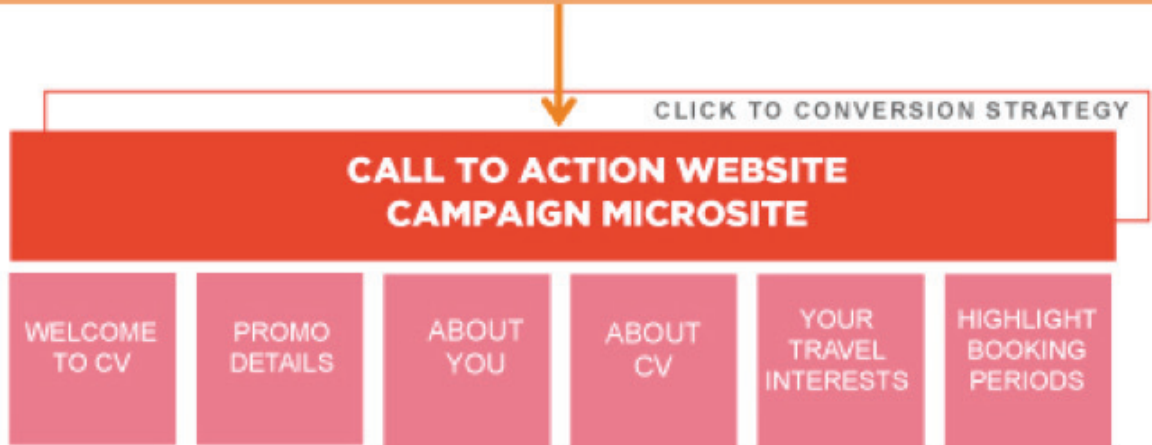 CLICK TO CONVERSION STRATEGY
CALL TO ACTION WEBSITE
CAMPAIGN MICROSITE
WELCOME
TO CV
PROMO
DETAILS
ABOUT
YOU
ABOUT
CV
YOUR
TRAVEL
INTERESTS
HIGHLIGHT
BOOKING
PERIODS